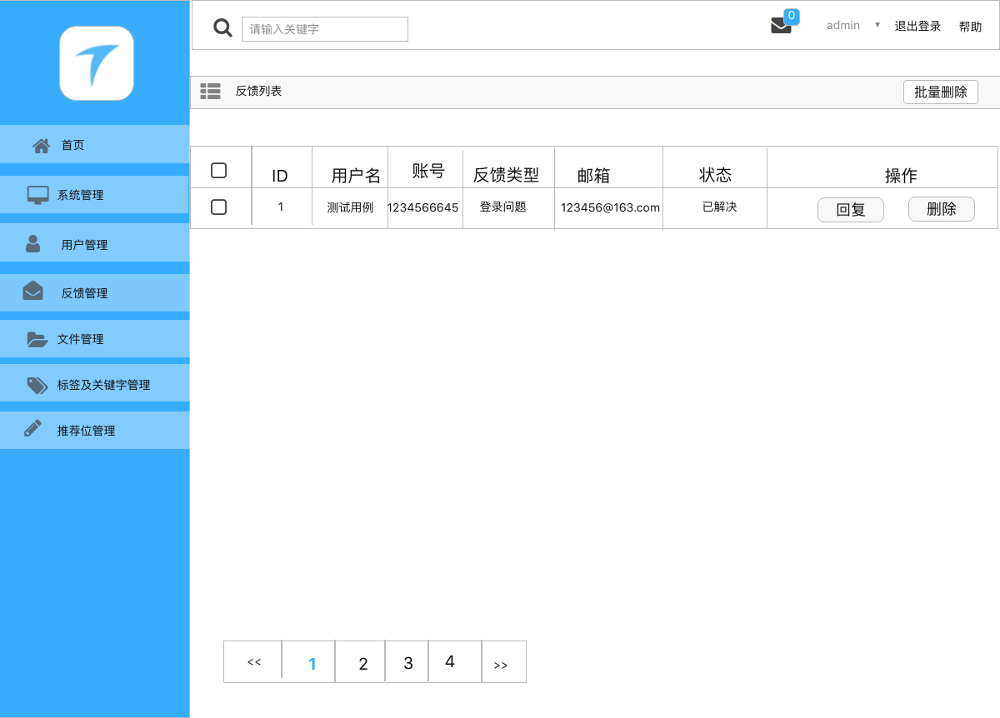 请输入关键字
0
admin
退出登录
帮助
反馈列表
批量删除
首页
系统管理
用户管理
反馈管理
文件管理
标签及关键字管理
推荐位管理
ID 用户名 账号 反馈类型 邮箱 状态 操作
1 测试用例 1234566645 登录问题 123456@163.com 已解决 回复 删除
<< 1 2 3 4 >>